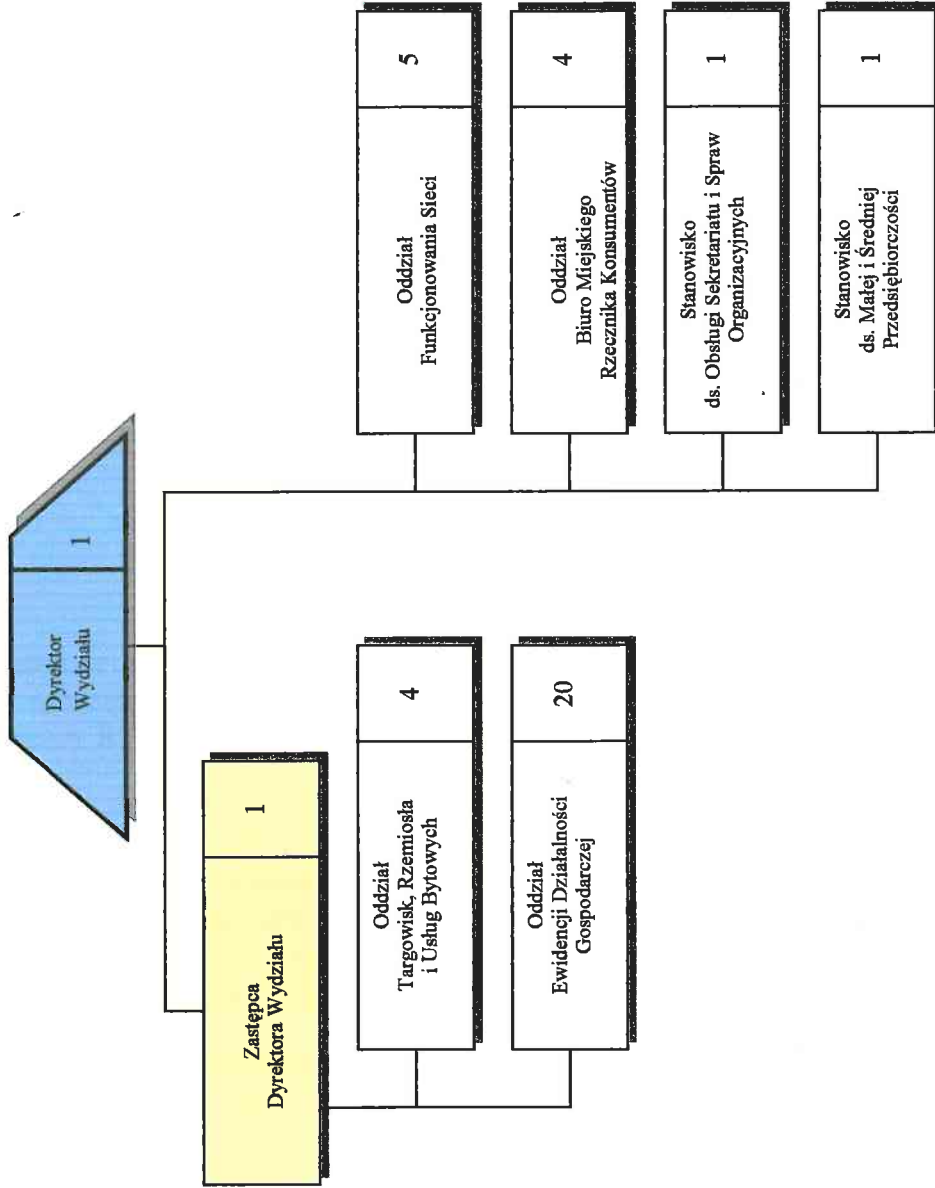 Dyrektor
Wydziału
1
Zastępca
Dyrektora Wydziału
1
Oddział
Targowisk, Rzemiosła
i Usług Bytowych
4
Oddział
Ewidencji Działalności
Gospodarczej
20
Oddział
Funkcjonowania Sieci
5
Oddział
Biuro Miejskiego
Rzecznika Konsumentów
4
Stanowisko
ds. Obsługi Sekretariatu i Spraw
Organizacyjnych
1
Stanowisko
ds. Małej i Średniej
Przedsiębiorczości
1